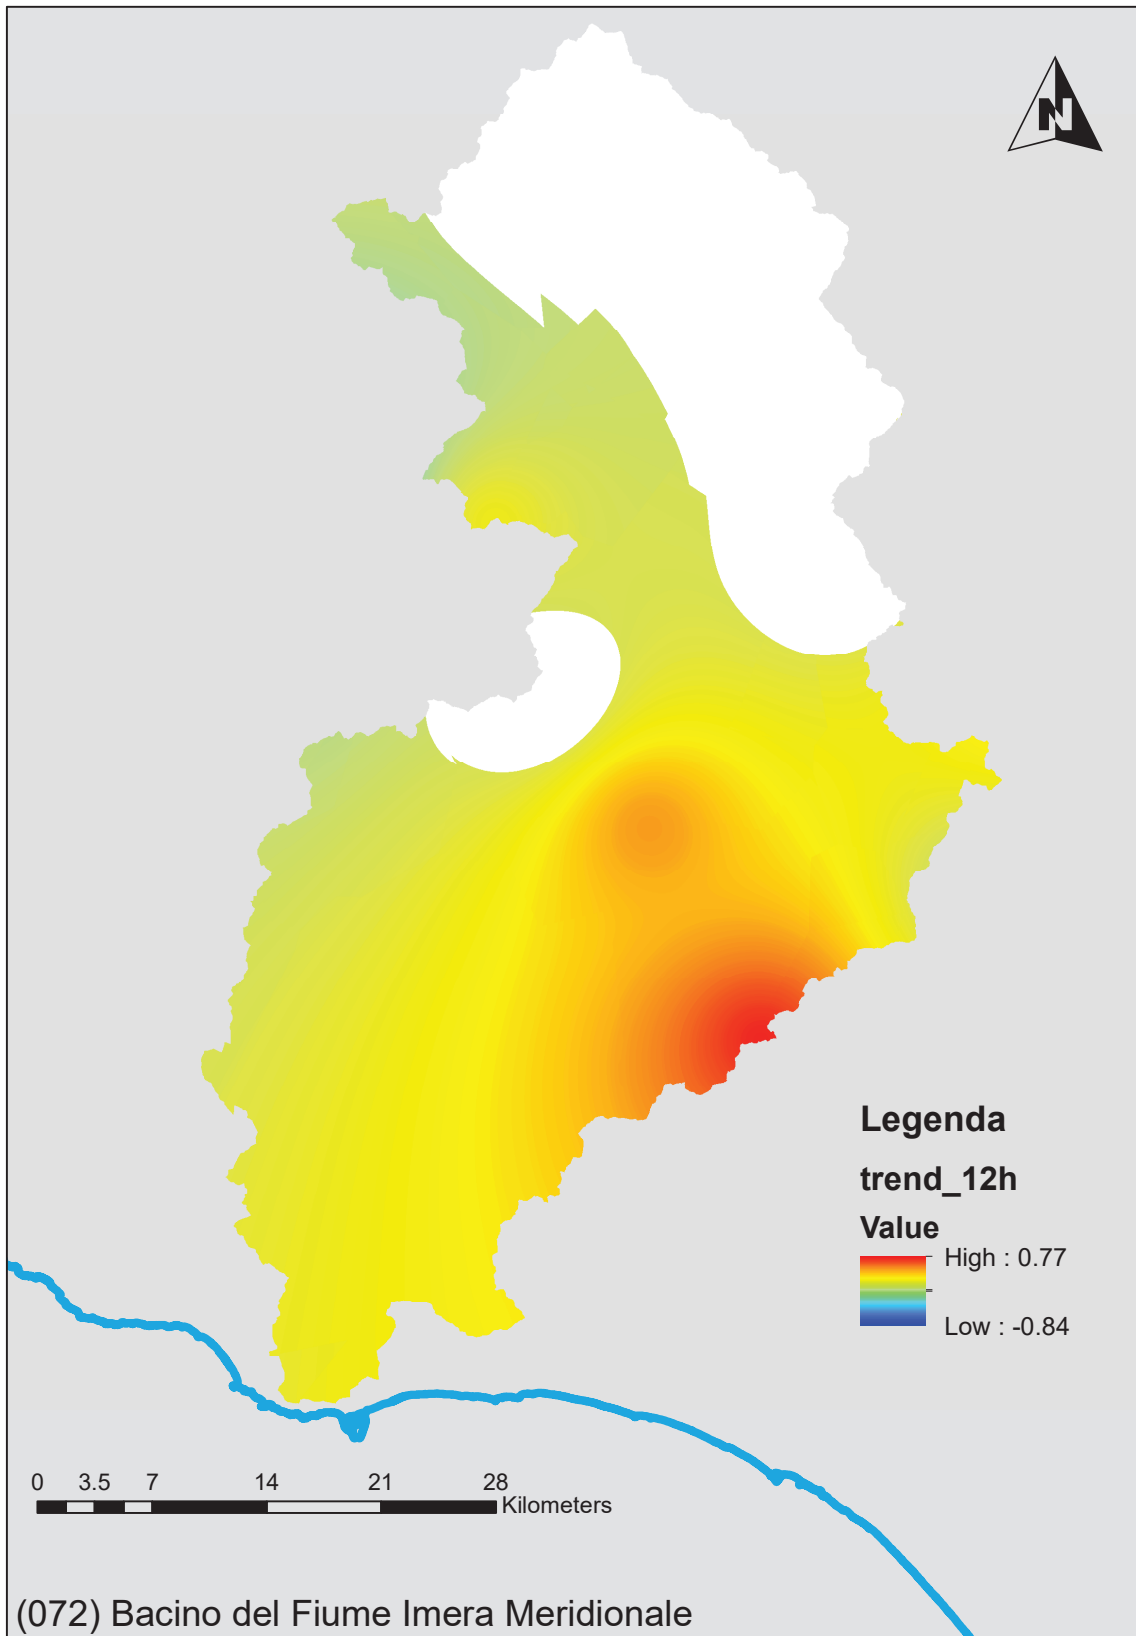 N
Legenda
trend_12h
Value
High : 0.77
Low : -0.84
0 3.5 7 14 21 28
Kilometers
(072) Bacino del Fiume Imera Meridionale